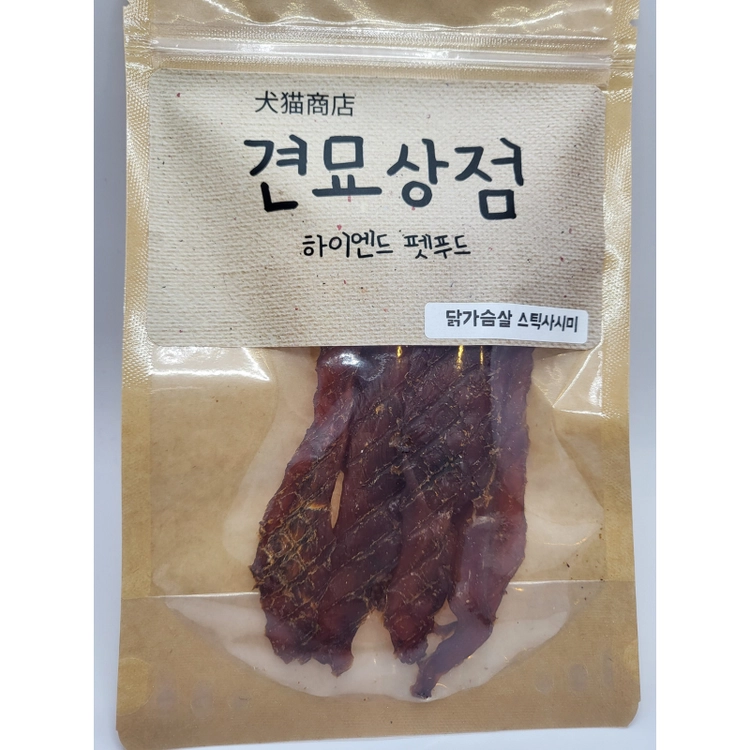 犬猫商店
견묘상점
하이엔드 펫푸드
닭가슴살 스틱사시미